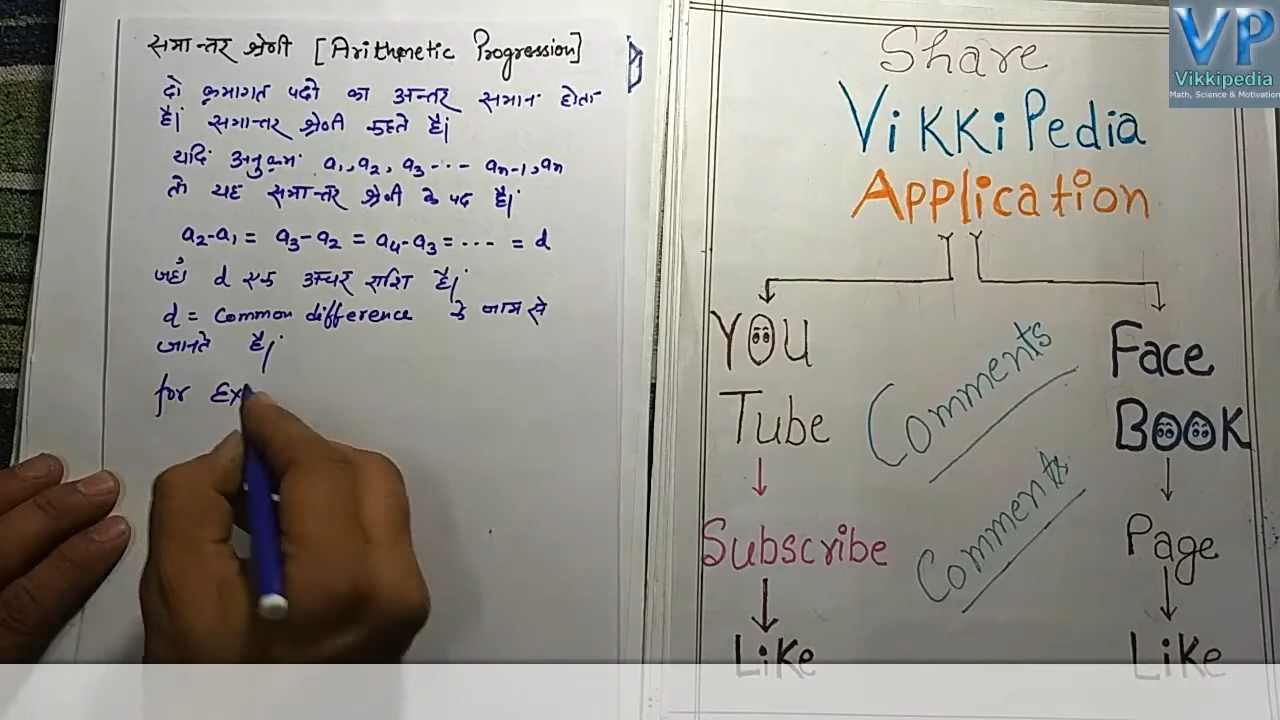 समान्तर श्रेणी [Arithmetic Progression]
दो क्रमागत पदो का अन्तर समान होता
है। समान्तर श्रेणी कहते है।
यदि अनुक्रम a₁, a₂, a₃ --- aₙ₋₁, aₙ
तो यह समान्तर श्रेणी के पद है।
a₂-a₁ = a₃-a₂ = a₄-a₃ = --- = d
जहाँ d एक अचर राशि है।
d = Common difference के नाम से
जानते है।
for Ex
Share
ViKKiPedia
Application
YOU
Tube
Subscribe
LiKe
Comments
Comments
Face
BOOK
Page
LiKe
VP
Vikkipedia
Math, Science & Motivation